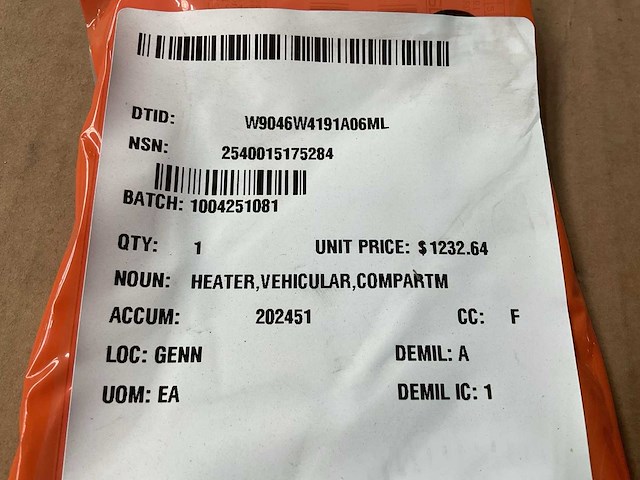 DTID: W9046W4191A06ML
NSN: 2540015175284
BATCH: 1004251081
QTY: 1 UNIT PRICE: $1232.64
NOUN: HEATER,VEHICULAR,COMPARTM
ACCUM: 202451 CC: F
LOC: GENN DEMIL: A
UOM: EA DEMIL IC: 1